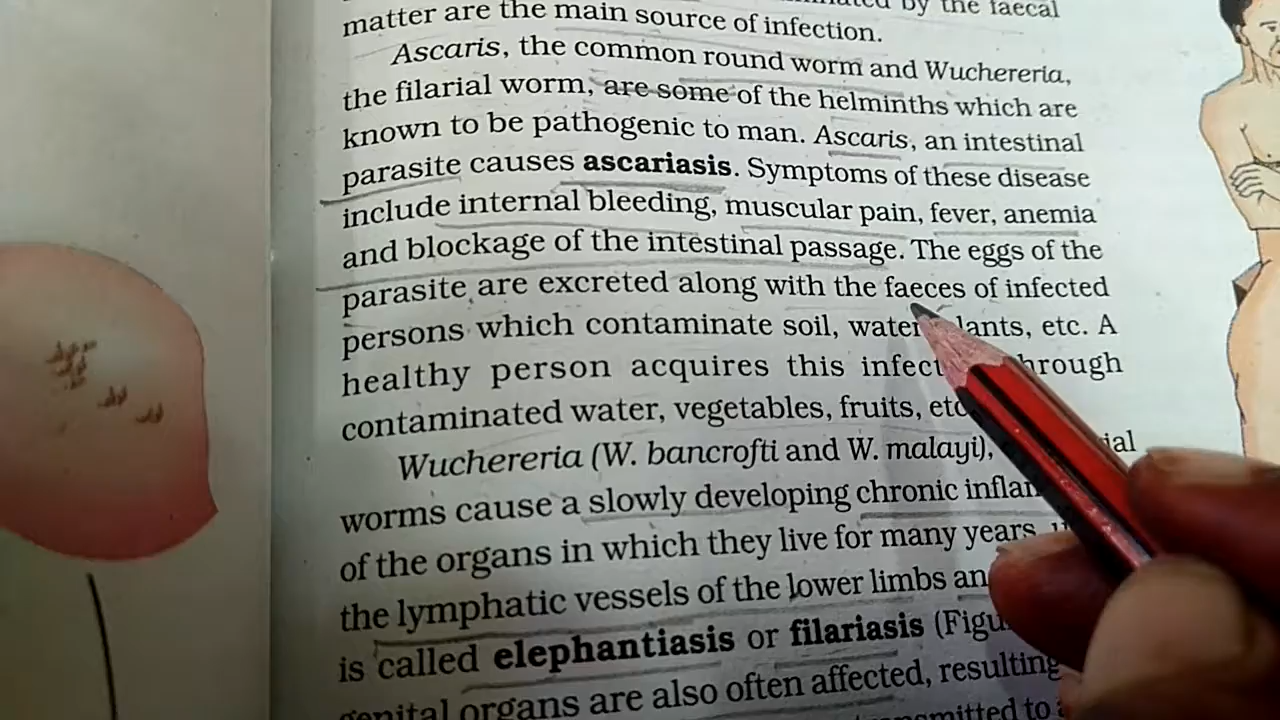 by the faecal
matter are the main source of infection.
Ascaris, the common round worm and Wuchereria,
the filarial worm, are some of the helminths which are
known to be pathogenic to man. Ascaris, an intestinal
parasite causes ascariasis. Symptoms of these disease
include internal bleeding, muscular pain, fever, anemia
and blockage of the intestinal passage. The eggs of the
parasite are excreted along with the faeces of infected
persons which contaminate soil, water, etc. A
healthy person acquires this through
contaminated water, vegetables, fruits, etc
Wuchereria (W. bancrofti and W. malayi),
worms cause a slowly developing chronic
of the organs in which they live for many years,
the lymphatic vessels of the lower limbs
is called elephantiasis or filariasis
genital organs are also often affected, resulting
to